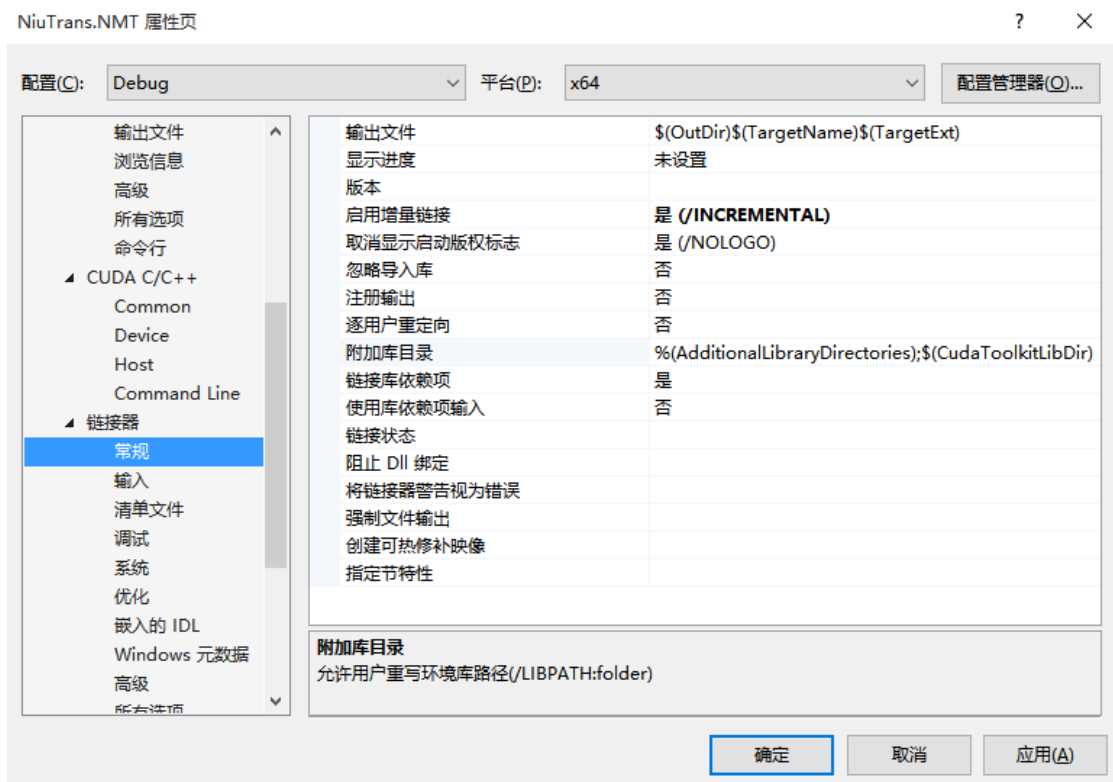 NiuTrans.NMT 属性页
配置(C): Debug 平台(P): x64 配置管理器(O)...
输出文件
浏览信息
高级
所有选项
命令行
CUDA C/C++
Common
Device
Host
Command Line
链接器
常规
输入
清单文件
调试
系统
优化
嵌入的 IDL
Windows 元数据
高级
所有选项
输出文件 $(OutDir)$(TargetName)$(TargetExt)
显示进度 未设置
版本
启用增量链接 是 (/INCREMENTAL)
取消显示启动版权标志 是 (/NOLOGO)
忽略导入库 否
注册输出 否
逐用户重定向 否
附加库目录 %(AdditionalLibraryDirectories);$(CudaToolkitLibDir)
链接库依赖项 是
使用库依赖项输入 否
链接状态
阻止 Dll 绑定
将链接器警告视为错误
强制文件输出
创建可热修补映像
指定节特性
附加库目录
允许用户重写环境库路径(/LIBPATH:folder)
确定 取消 应用(A)